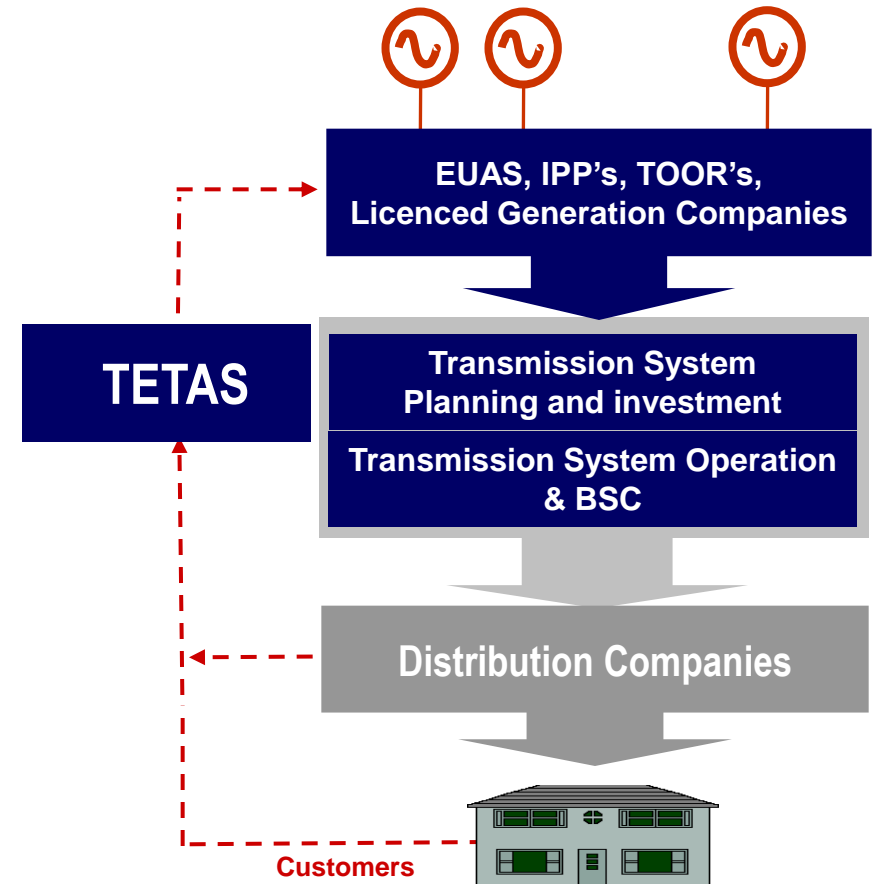 EUAS, IPP’s, TOOR’s,
Licenced Generation Companies
TETAS
Transmission System
Planning and investment
Transmission System Operation
& BSC
Distribution Companies
Customers